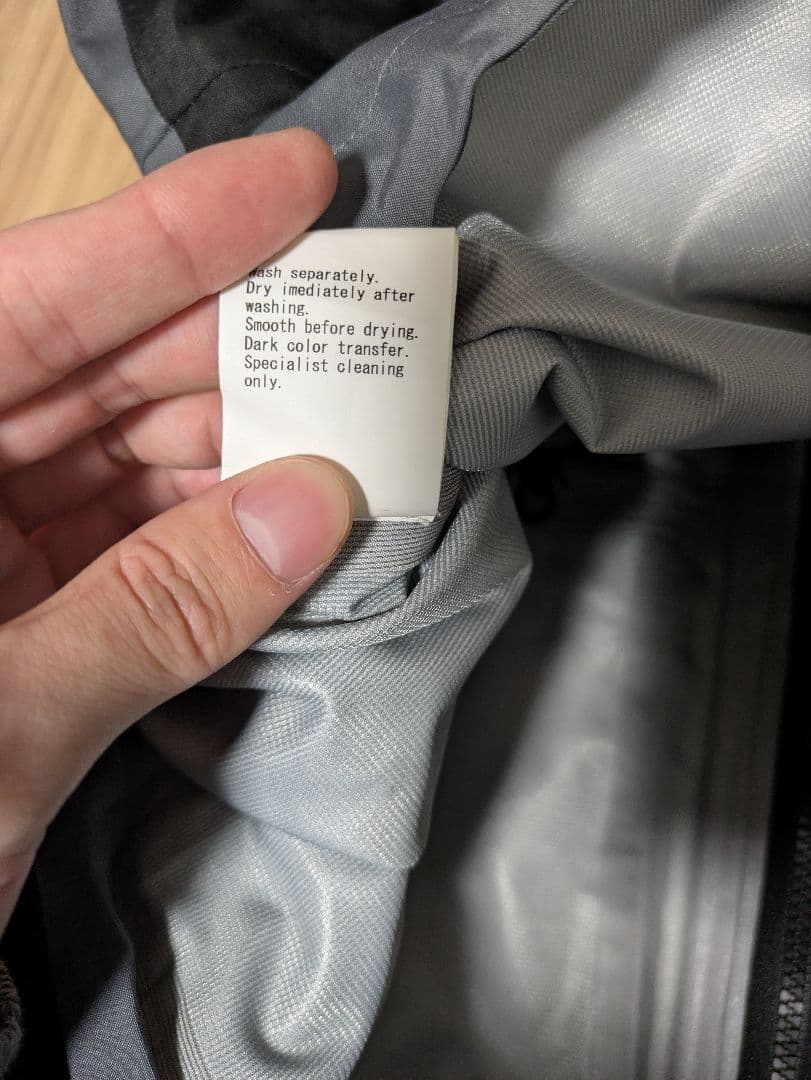 Wash separately.
Dry imediately after
washing.
Smooth before drying.
Dark color transfer.
Specialist cleaning
only.